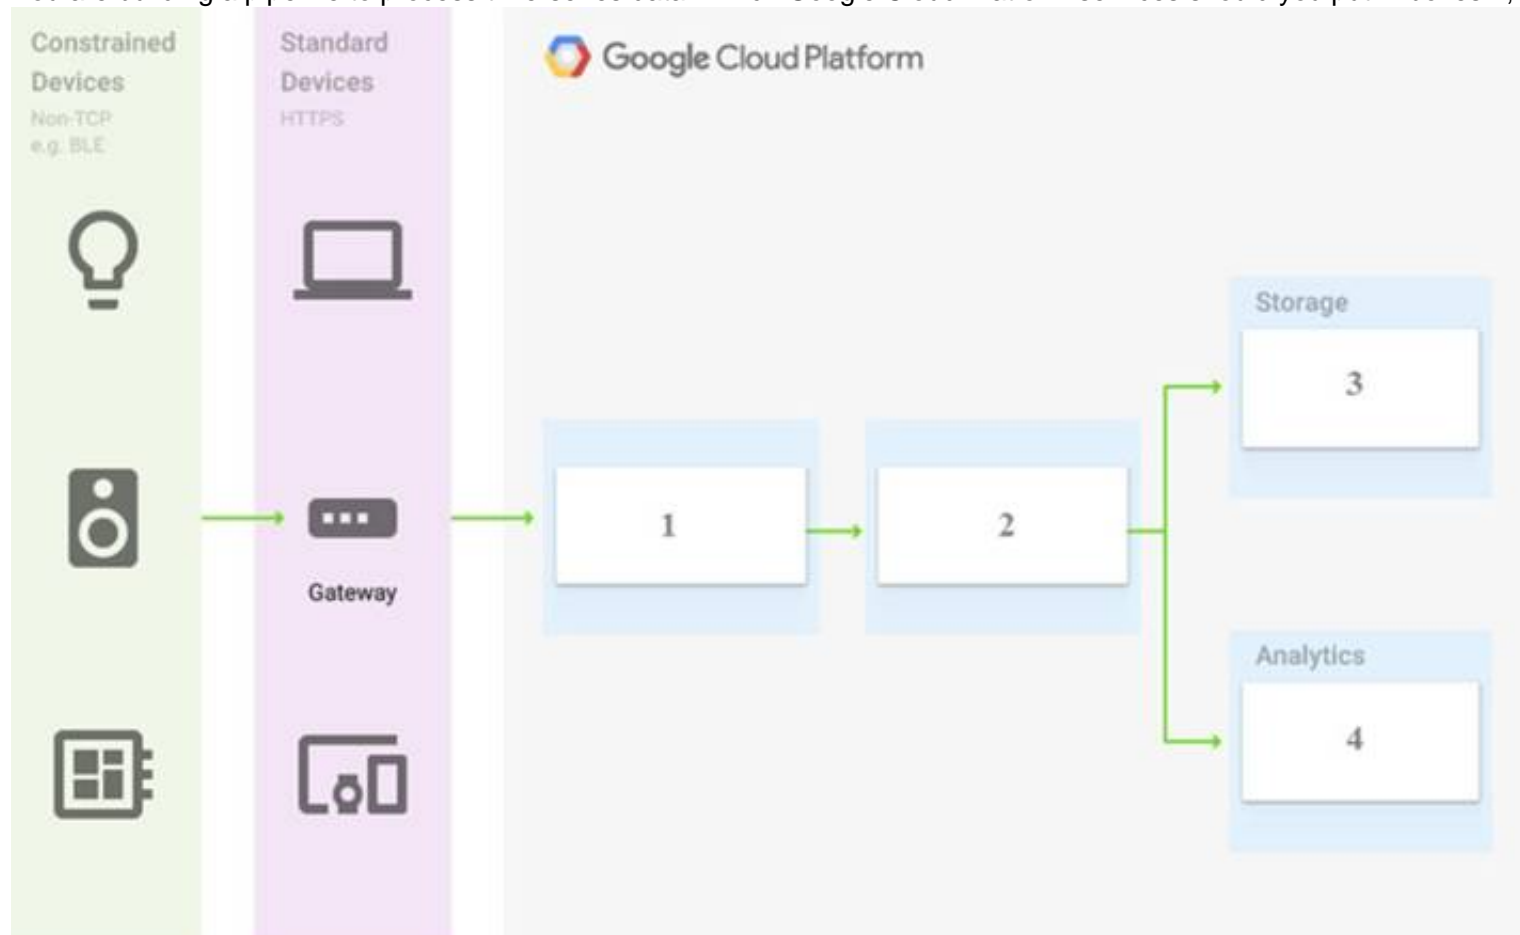 Constrained
Devices
Non-TCP
e.g. BLE
Standard
Devices
HTTPS
Google Cloud Platform
Storage
3
1
2
Gateway
Analytics
4